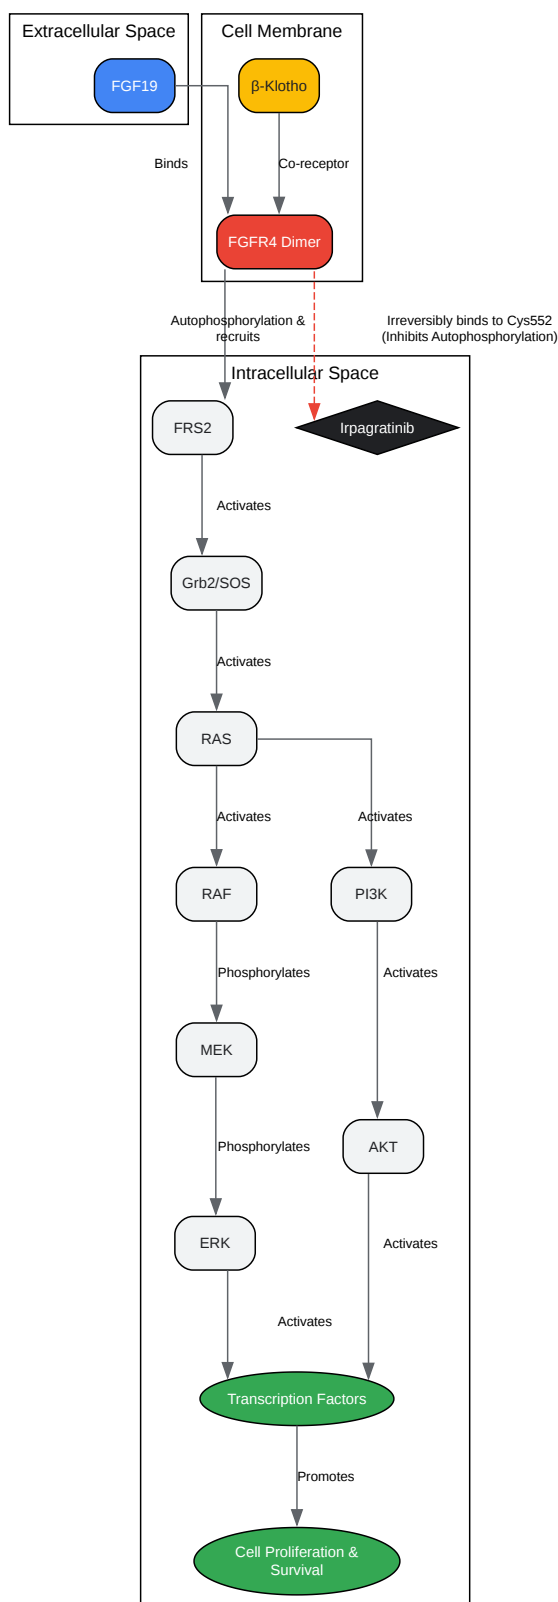 Extracellular Space
Cell Membrane
FGF19
β-Klotho
Binds
Co-receptor
FGFR4 Dimer
Autophosphorylation &
recruits
Irreversibly binds to Cys552
(Inhibits Autophosphorylation)
Intracellular Space
FRS2
Irpagratinib
Activates
Grb2/SOS
Activates
RAS
Activates
Activates
RAF
PI3K
Phosphorylates
Activates
MEK
Phosphorylates
AKT
ERK
Activates
Activates
Transcription Factors
Promotes
Cell Proliferation &
Survival